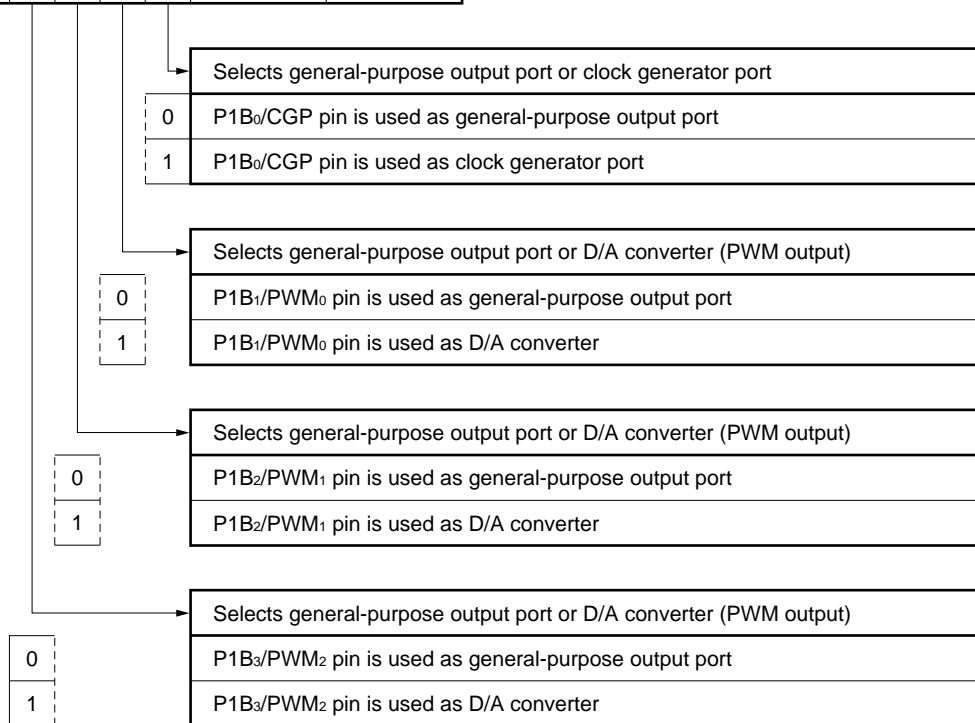 Selects general-purpose output port or clock generator port
0 P1B₀/CGP pin is used as general-purpose output port
1 P1B₀/CGP pin is used as clock generator port
Selects general-purpose output port or D/A converter (PWM output)
0 P1B₁/PWM₀ pin is used as general-purpose output port
1 P1B₁/PWM₀ pin is used as D/A converter
Selects general-purpose output port or D/A converter (PWM output)
0 P1B₂/PWM₁ pin is used as general-purpose output port
1 P1B₂/PWM₁ pin is used as D/A converter
Selects general-purpose output port or D/A converter (PWM output)
0 P1B₃/PWM₂ pin is used as general-purpose output port
1 P1B₃/PWM₂ pin is used as D/A converter